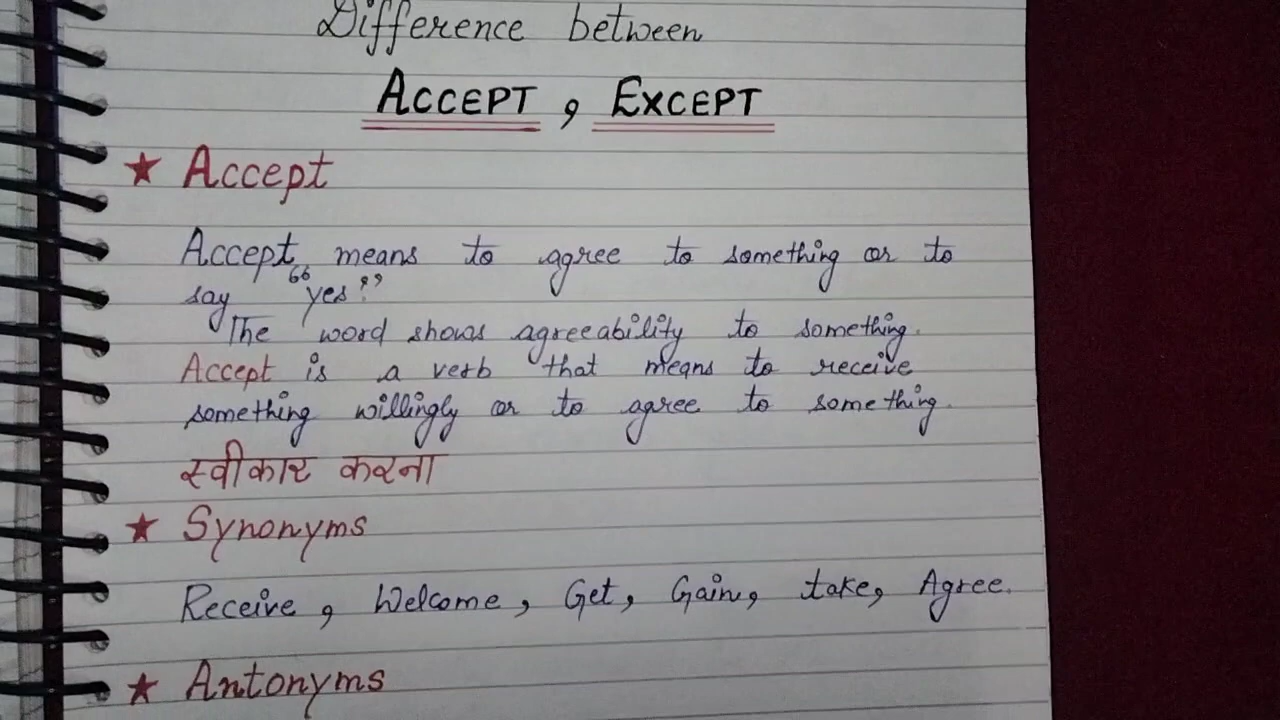 Difference between
ACCEPT , EXCEPT
★ Accept
Accept means to agree to something or to
say "yes".
The word shows agreeability to something.
Accept is a verb that means to receive
something willingly or to agree to something.
स्वीकार करना
★ Synonyms
Receive, Welcome, Get, Gain, take, Agree.
★ Antonyms